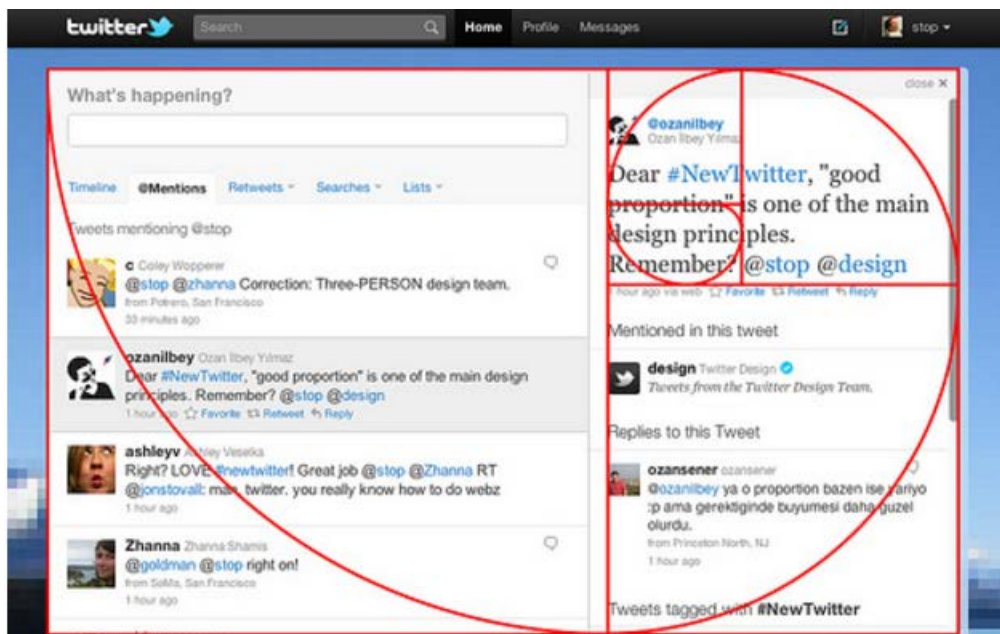 twitter
Search
Home Profile Messages
stop
What's happening?
Timeline @Mentions Retweets Searches Lists
Tweets mentioning @stop
c Coley Wopperer
@stop @zhanna Correction: Three-PERSON design team.
from Potrero, San Francisco
33 minutes ago
ozanilbey Ozan Ilbey Yilmaz
Dear #NewTwitter, "good proportion" is one of the main design
principles. Remember? @stop @design
1 hour ago Favorite Retweet Reply
ashleyv Ashley Veselka
Right? LOVE #newtwitter! Great job @stop @Zhanna RT
@jonstovall: man, twitter. you really know how to do webz
1 hour ago
Zhanna Zhanna Shamis
@goldman @stop right on!
from SoMa, San Francisco
1 hour ago
close ×
@ozanilbey
Ozan Ilbey Yilmaz
Dear #NewTwitter, "good
proportion" is one of the main
design principles.
Remember? @stop @design
1 hour ago via web Favorite Retweet Reply
Mentioned in this tweet
design Twitter Design
Tweets from the Twitter Design Team.
Replies to this Tweet
ozansener ozansener
@ozanilbey ya o proportion bazen ise yariyo
:p ama gerektiginde buyumesi daha guzel
olurdu.
from Princeton North, NJ
1 hour ago
Tweets tagged with #NewTwitter